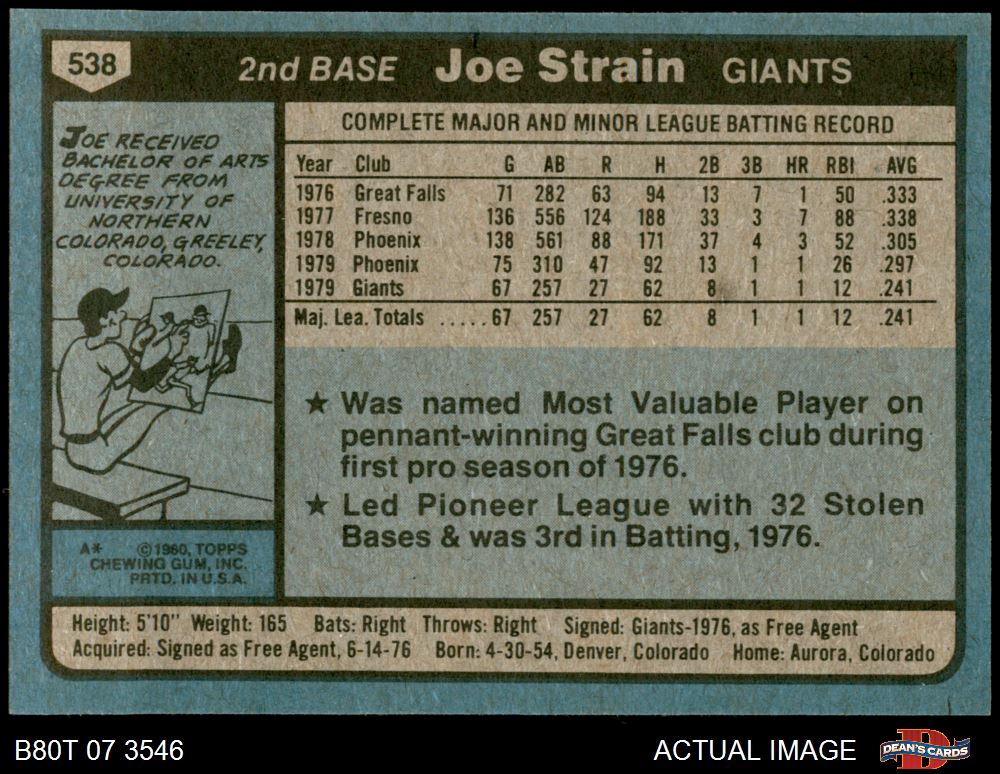 538 2nd BASE Joe Strain GIANTS
JOE RECEIVED
BACHELOR OF ARTS
DEGREE FROM
UNIVERSITY OF
NORTHERN
COLORADO, GREELEY,
COLORADO.
COMPLETE MAJOR AND MINOR LEAGUE BATTING RECORD
Year Club G AB R H 2B 3B HR RBI AVG
1976 Great Falls 71 282 63 94 13 7 1 50 .333
1977 Fresno 136 556 124 188 33 3 7 88 .338
1978 Phoenix 138 561 88 171 37 4 3 52 .305
1979 Phoenix 75 310 47 92 13 1 1 26 .297
1979 Giants 67 257 27 62 8 1 1 12 .241
Maj. Lea. Totals .....67 257 27 62 8 1 1 12 .241
★ Was named Most Valuable Player on
pennant-winning Great Falls club during
first pro season of 1976.
★ Led Pioneer League with 32 Stolen
Bases & was 3rd in Batting, 1976.
A* ©1980, TOPPS
CHEWING GUM, INC.
PRTD. IN U.S.A.
Height: 5'10" Weight: 165 Bats: Right Throws: Right Signed: Giants-1976, as Free Agent
Acquired: Signed as Free Agent, 6-14-76 Born: 4-30-54, Denver, Colorado Home: Aurora, Colorado
B80T 07 3546 ACTUAL IMAGE DEAN'S CARDS